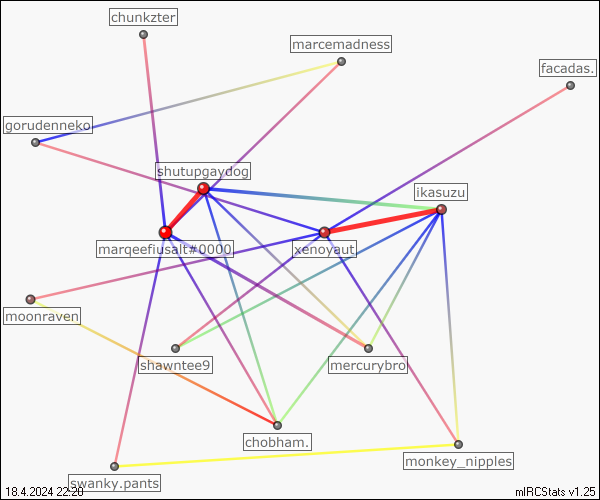 chunkzter
marcemadness
facadas.
gorudenneko
shutupgaydog
ikasuzu
marqeefiusalt#0000
xenoyaut
moonraven
shawntee9
mercurybro
chobham.
monkey_nipples
swanky.pants
18.4.2024 22:20
mIRCStats v1.25